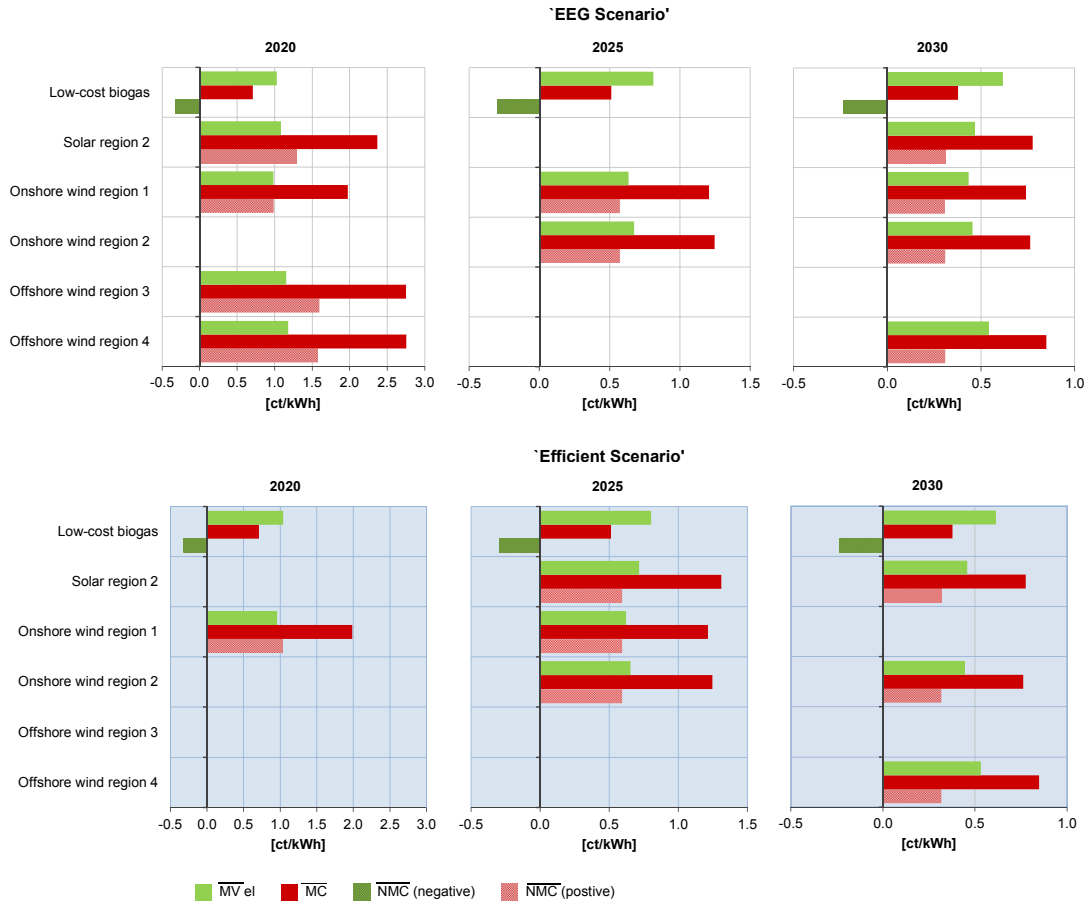 `EEG Scenario'
2020 2025 2030
Low-cost biogas
Solar region 2
Onshore wind region 1
Onshore wind region 2
Offshore wind region 3
Offshore wind region 4
-0.5 0.0 0.5 1.0 1.5 2.0 2.5 3.0 -0.5 0.0 0.5 1.0 1.5 -0.5 0.0 0.5 1.0
[ct/kWh] [ct/kWh] [ct/kWh]
`Efficient Scenario'
2020 2025 2030
Low-cost biogas
Solar region 2
Onshore wind region 1
Onshore wind region 2
Offshore wind region 3
Offshore wind region 4
-0.5 0.0 0.5 1.0 1.5 2.0 2.5 3.0 -0.5 0.0 0.5 1.0 1.5 -0.5 0.0 0.5 1.0
[ct/kWh] [ct/kWh] [ct/kWh]
M̅V̅ el M̅C̅ N̅M̅C̅ (negative) N̅M̅C̅ (postive)